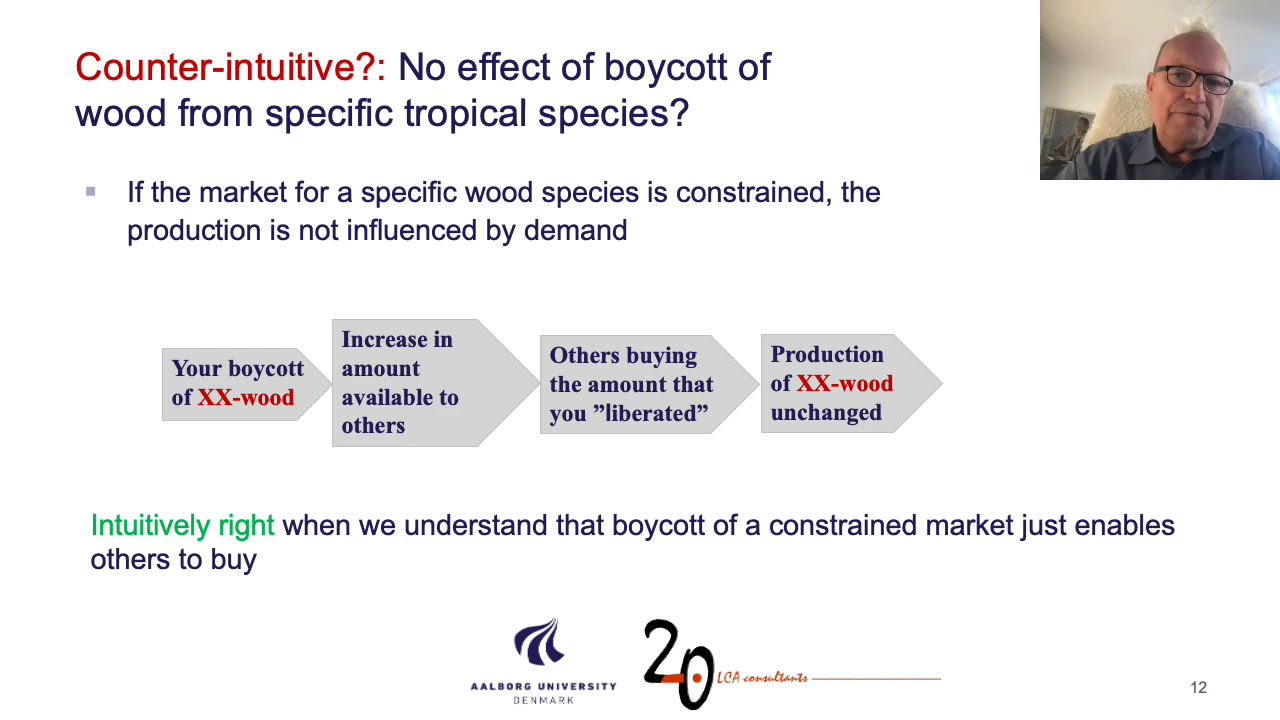 Counter-intuitive?: No effect of boycott of
wood from specific tropical species?
If the market for a specific wood species is constrained, the
production is not influenced by demand
Your boycott
of XX-wood
Increase in
amount
available to
others
Others buying
the amount that
you ”liberated”
Production
of XX-wood
unchanged
Intuitively right when we understand that boycott of a constrained market just enables
others to buy
AALBORG UNIVERSITY
DENMARK
2.0 LCA consultants
12